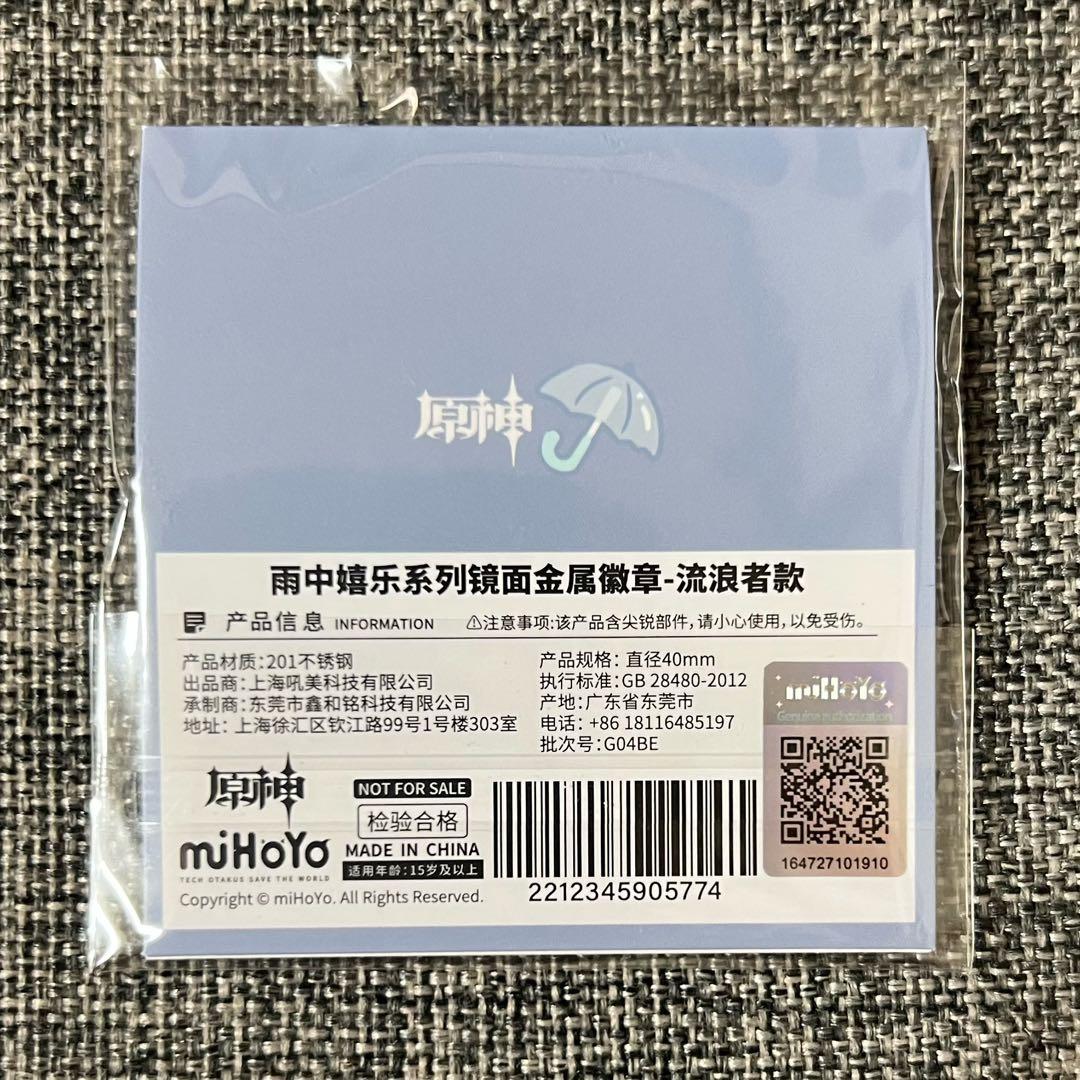 原神
雨中嬉乐系列镜面金属徽章-流浪者款
产品信息 INFORMATION ⚠注意事项:该产品含尖锐部件,请小心使用,以免受伤。
产品材质:201不锈钢
出品商:上海吼美科技有限公司
承制商:东莞市鑫和铭科技有限公司
地址: 上海徐汇区钦江路99号1号楼303室
产品规格: 直径40mm
执行标准:GB 28480-2012
产地:广东省东莞市
电话: +86 18116485197
批次号:G04BE
miHoYo
Genuine authorization
164727101910
原神
miHoYo
TECH OTAKUS SAVE THE WORLD
NOT FOR SALE
检验合格
MADE IN CHINA
适用年龄:15岁及以上
Copyright © miHoYo. All Rights Reserved.
2212345905774